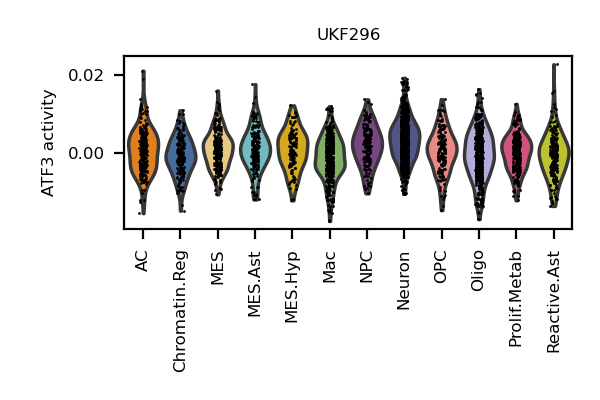 UKF296
ATF3 activity
0.02
0.00
AC
Chromatin.Reg
MES
MES.Ast
MES.Hyp
Mac
NPC
Neuron
OPC
Oligo
Prolif.Metab
Reactive.Ast